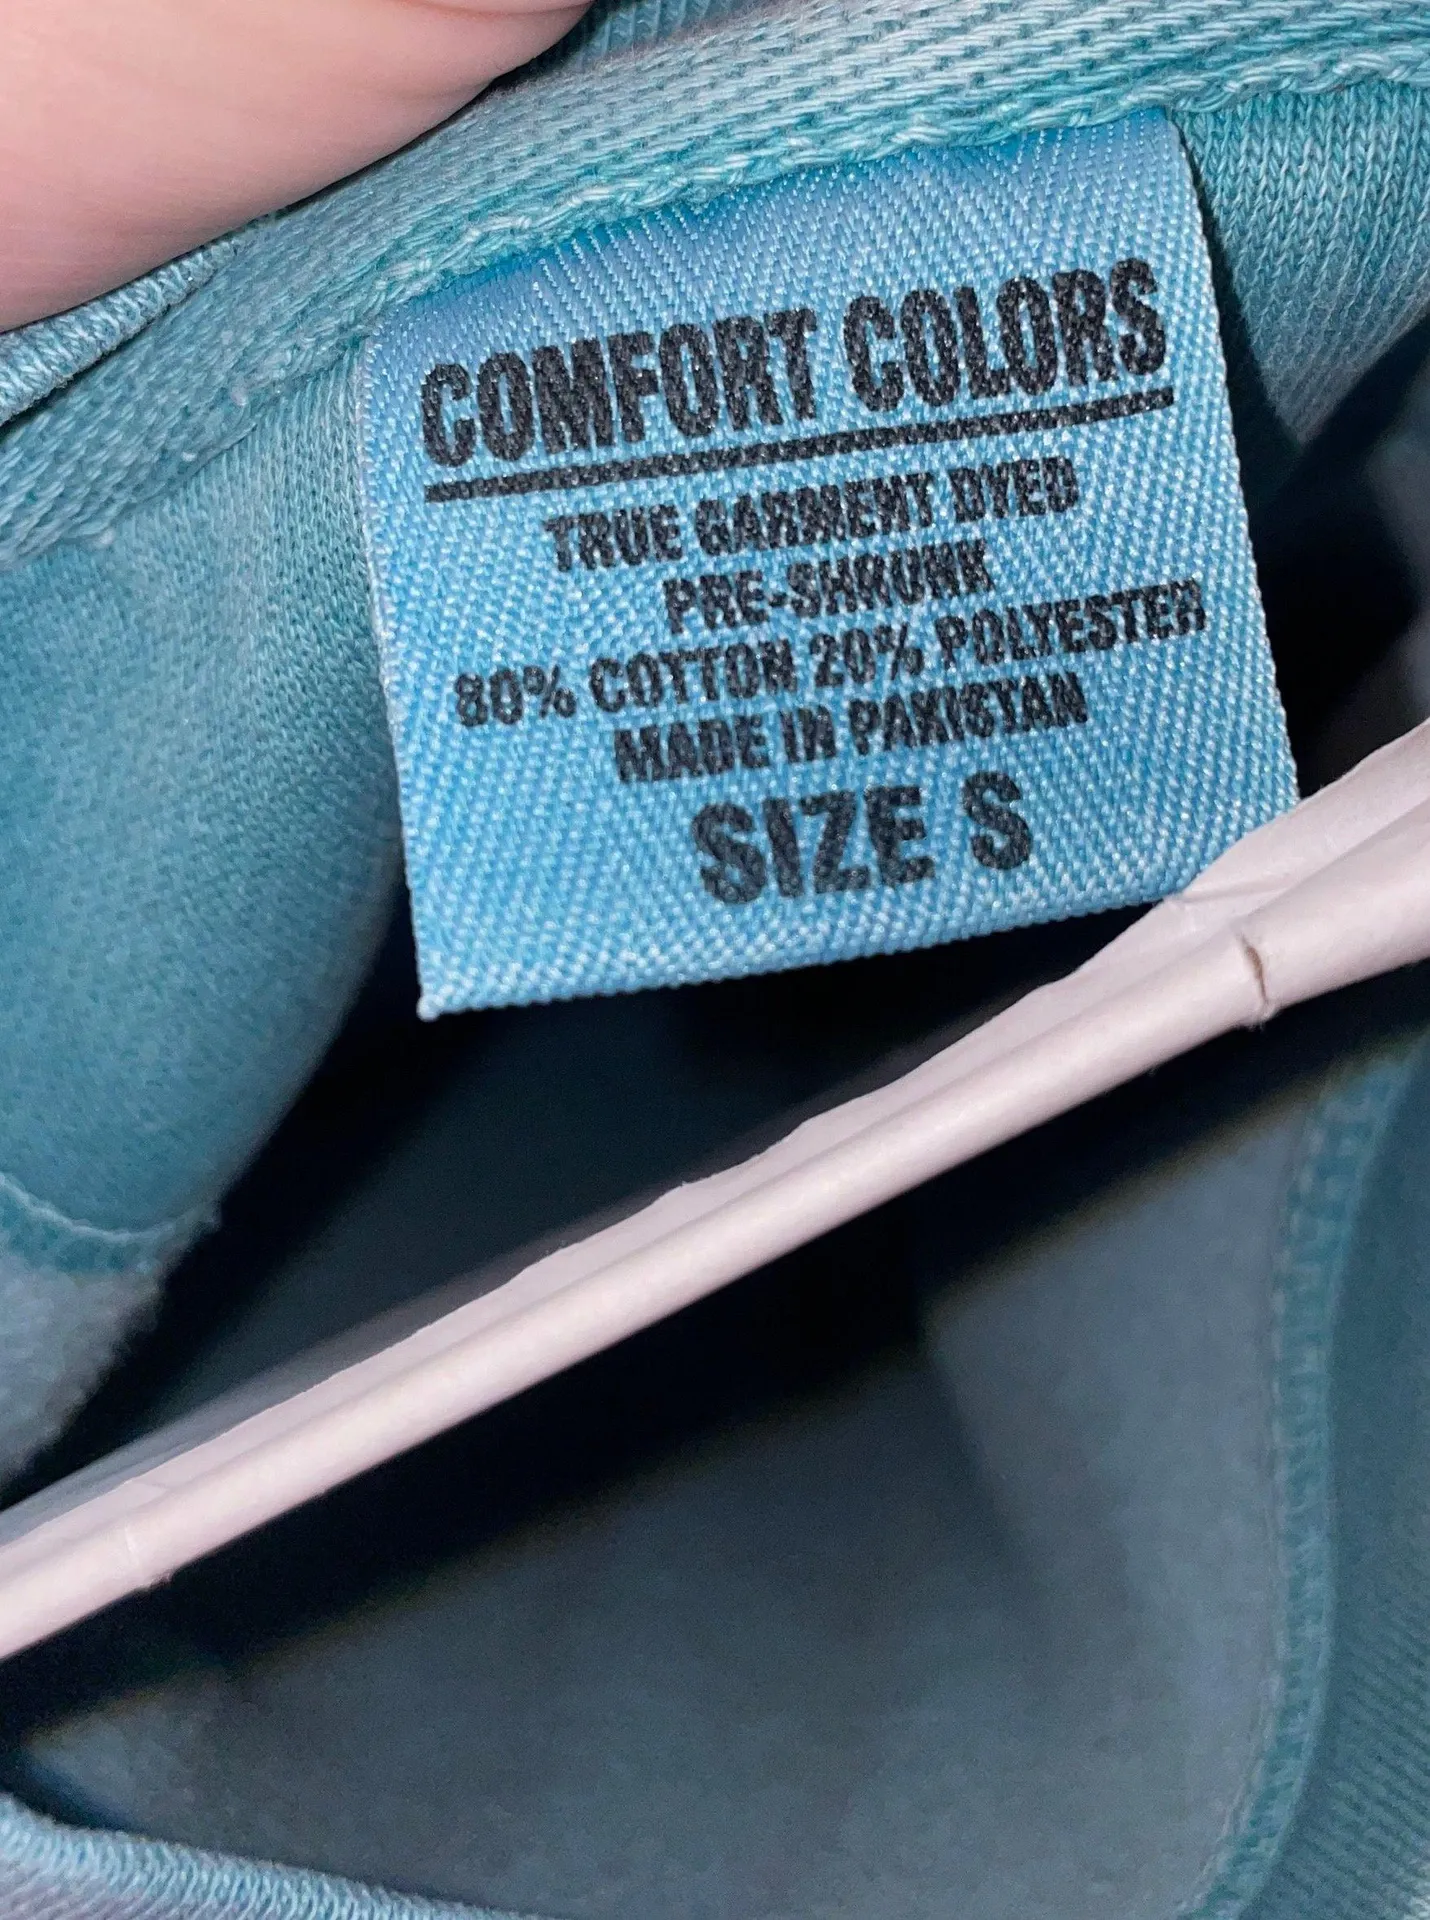 COMFORT COLORS
TRUE GARMENT DYED
PRE-SHRUNK
80% COTTON 20% POLYESTER
MADE IN PAKISTAN
SIZE S